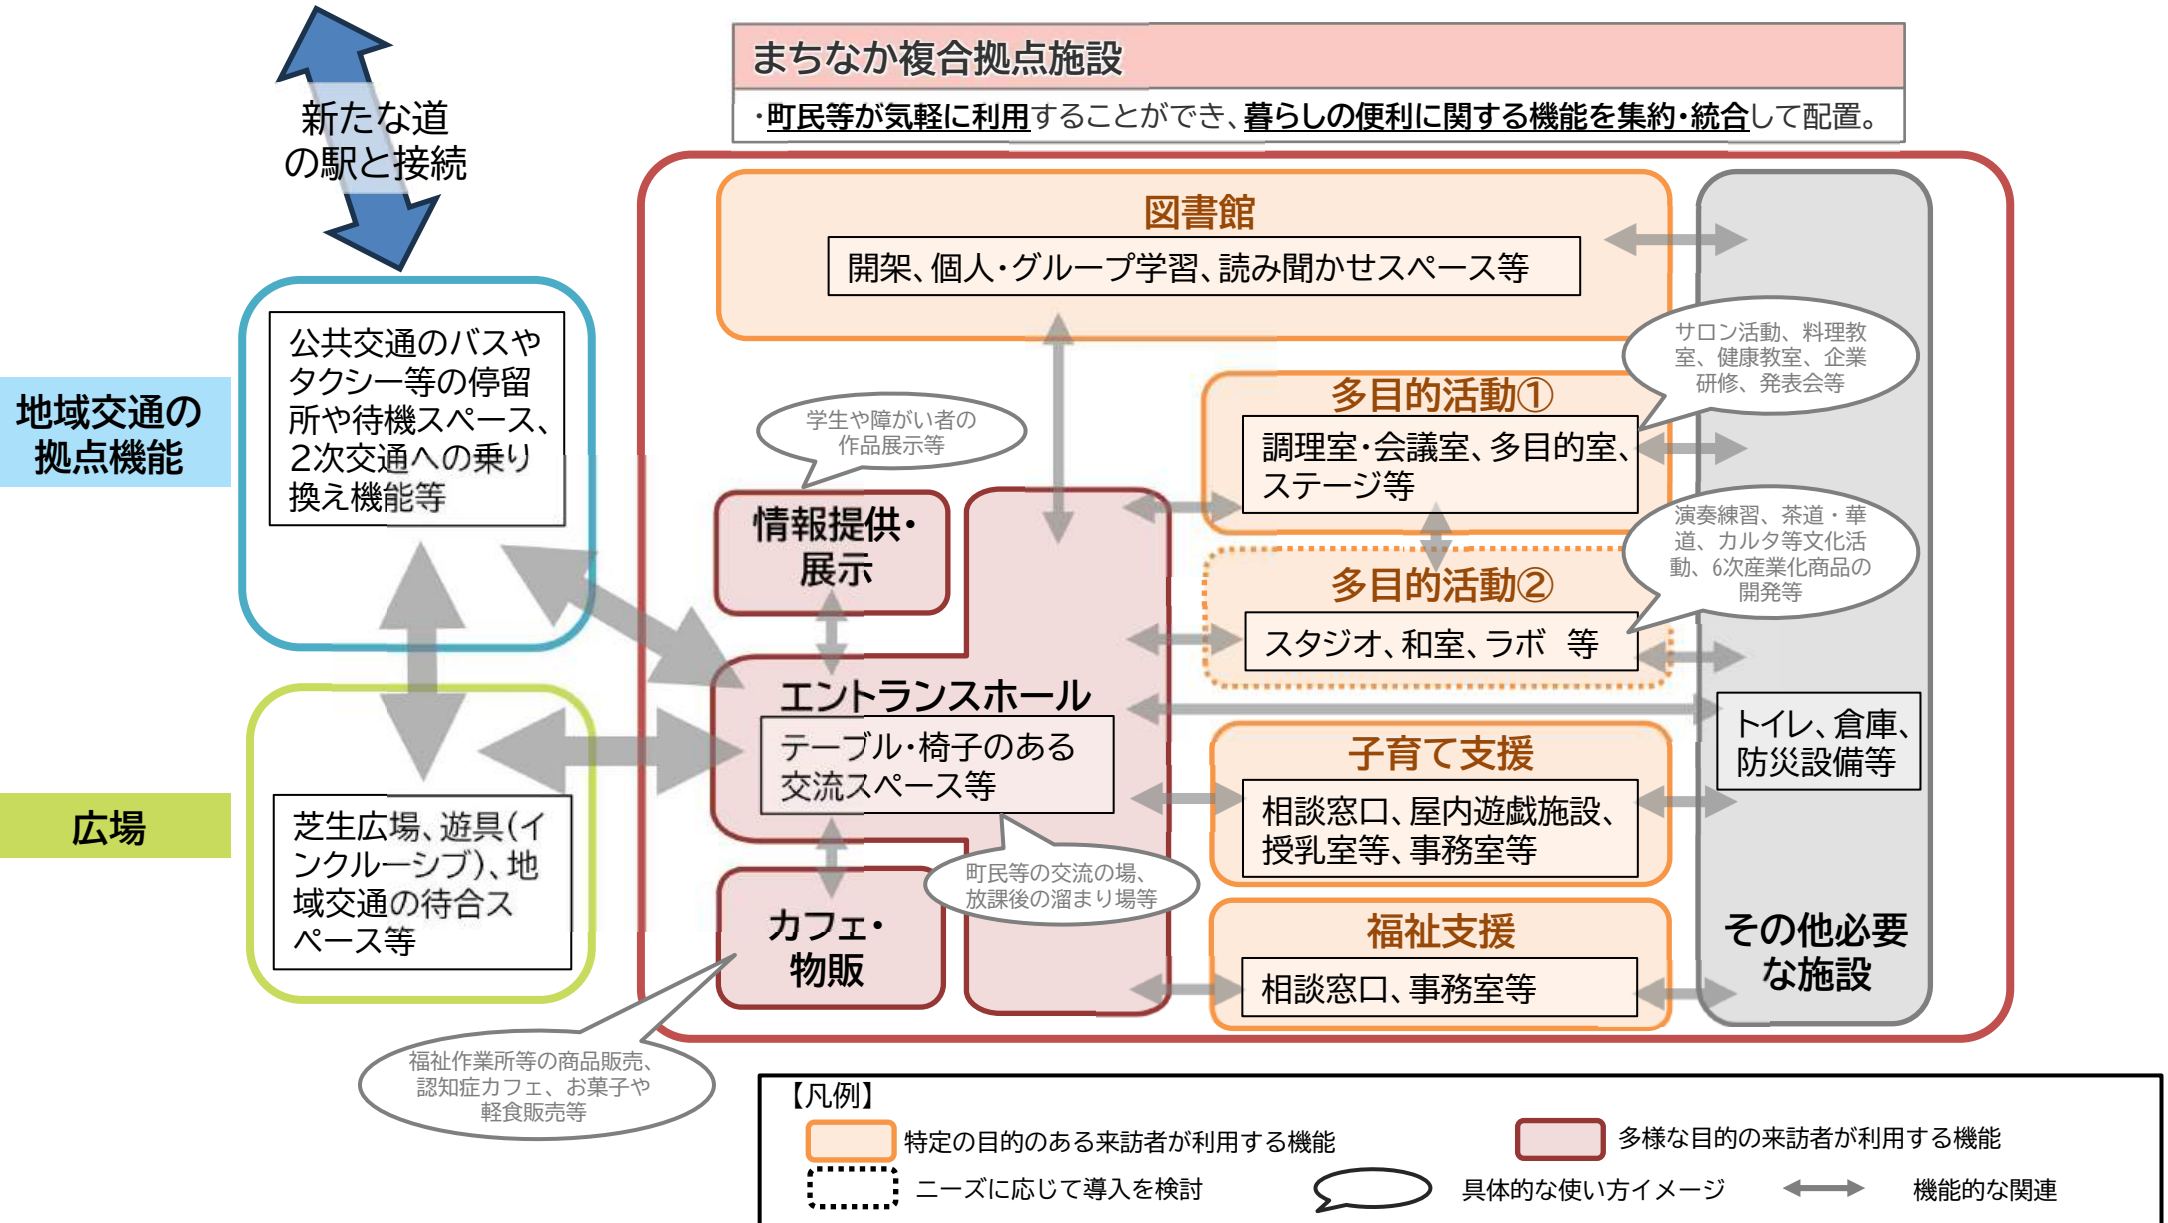 新たな道
の駅と接続
まちなか複合拠点施設
・町民等が気軽に利用することができ、暮らしの便利に関する機能を集約・統合して配置。
地域交通の
拠点機能
公共交通のバスや
タクシー等の停留
所や待機スペース、
2次交通への乗り
換え機能等
広場
芝生広場、遊具(イ
ンクルーシブ)、地
域交通の待合ス
ペース等
図書館
開架、個人・グループ学習、読み聞かせスペース等
学生や障がい者の
作品展示等
情報提供・
展示
エントランスホール
テーブル・椅子のある
交流スペース等
町民等の交流の場、
放課後の溜まり場等
カフェ・
物販
福祉作業所等の商品販売、
認知症カフェ、お菓子や
軽食販売等
多目的活動①
調理室・会議室、多目的室、
ステージ等
サロン活動、料理教
室、健康教室、企業
研修、発表会等
多目的活動②
スタジオ、和室、ラボ　等
演奏練習、茶道・華
道、カルタ等文化活
動、6次産業化商品の
開発等
子育て支援
相談窓口、屋内遊戯施設、
授乳室等、事務室等
福祉支援
相談窓口、事務室等
トイレ、倉庫、
防災設備等
その他必要
な施設
【凡例】
特定の目的のある来訪者が利用する機能
多様な目的の来訪者が利用する機能
ニーズに応じて導入を検討
具体的な使い方イメージ
機能的な関連